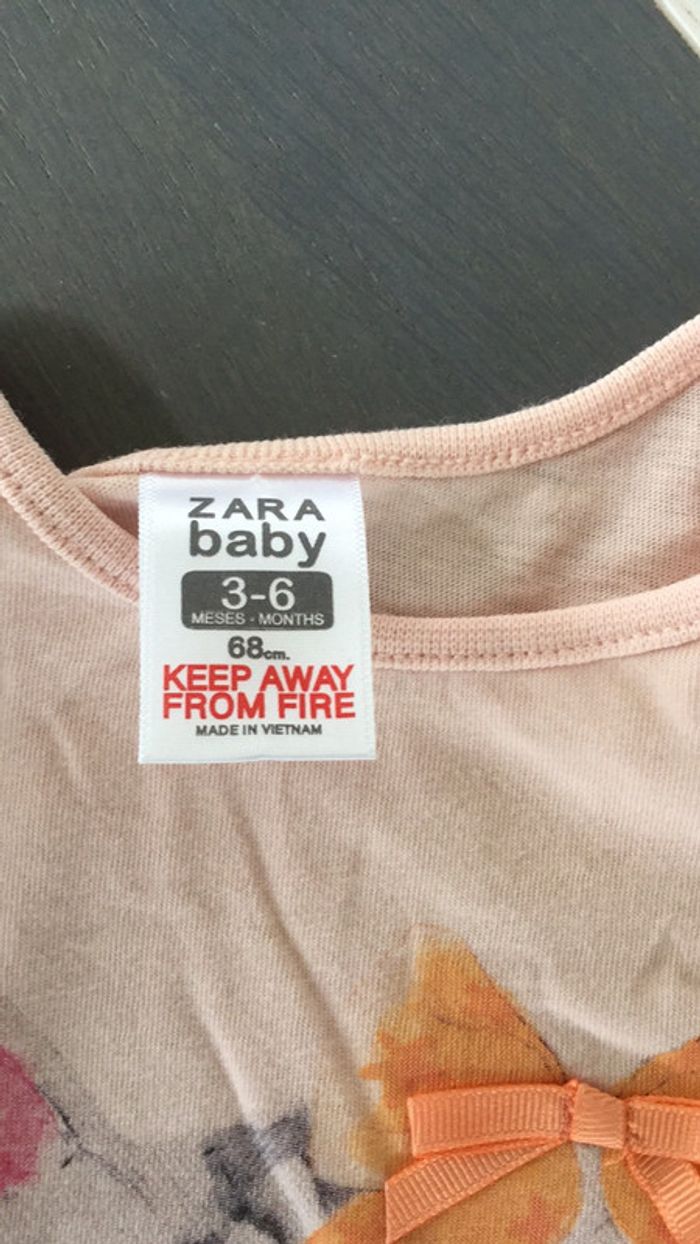 ZARA
baby
3-6
MESES - MONTHS
68cm.
KEEP AWAY
FROM FIRE
MADE IN VIETNAM